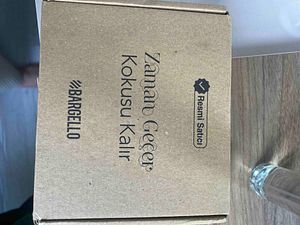 Resmi Satıcı
Zaman Geçer
Kokusu Kalır
BARGELLO